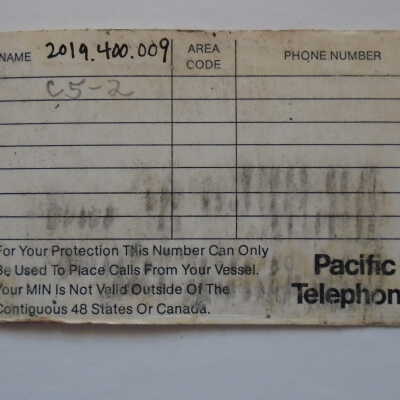 NAME 2019.400.009 AREA CODE PHONE NUMBER
C5-2
For Your Protection This Number Can Only
Be Used To Place Calls From Your Vessel.
Your MIN Is Not Valid Outside Of The
Contiguous 48 States Or Canada.
Pacific
Telephon